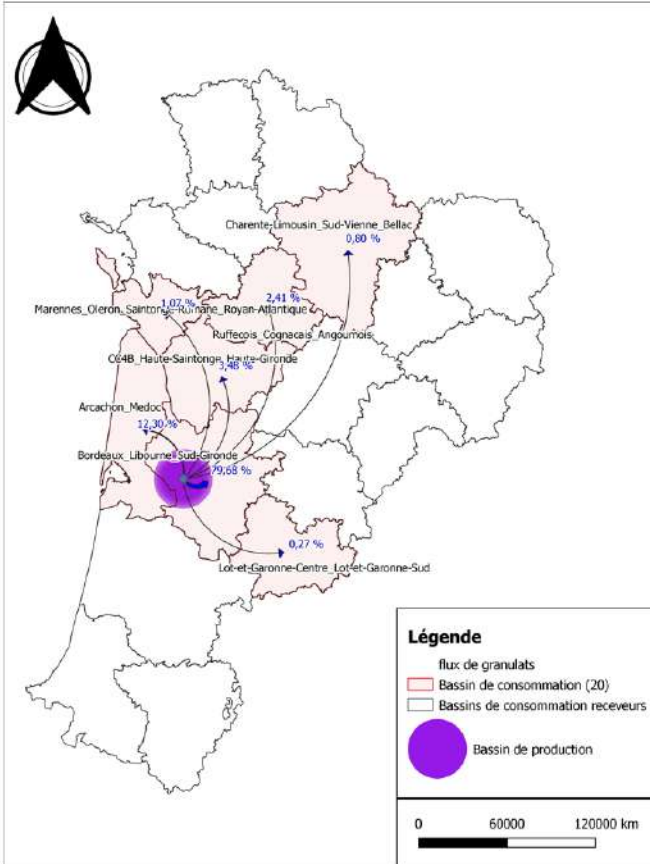 Charente-Limousin_Sud-Vienne_Bellac
0,80 %
1,07 %
2,41 %
Marennes_Oleron_Saintonge-Romane_Royan-Atlantique
Ruffecois_Cognacais_Angoumois
CC4B_Haute-Saintonge_Haute-Gironde
3,48 %
Arcachon_Medoc
12,30 %
Bordeaux_Libourne_Sud-Gironde
79,68 %
0,27 %
Lot-et-Garonne-Centre_Lot-et-Garonne-Sud
Légende
flux de granulats
Bassin de consommation (20)
Bassins de consommation receveurs
Bassin de production
0 60000 120000 km